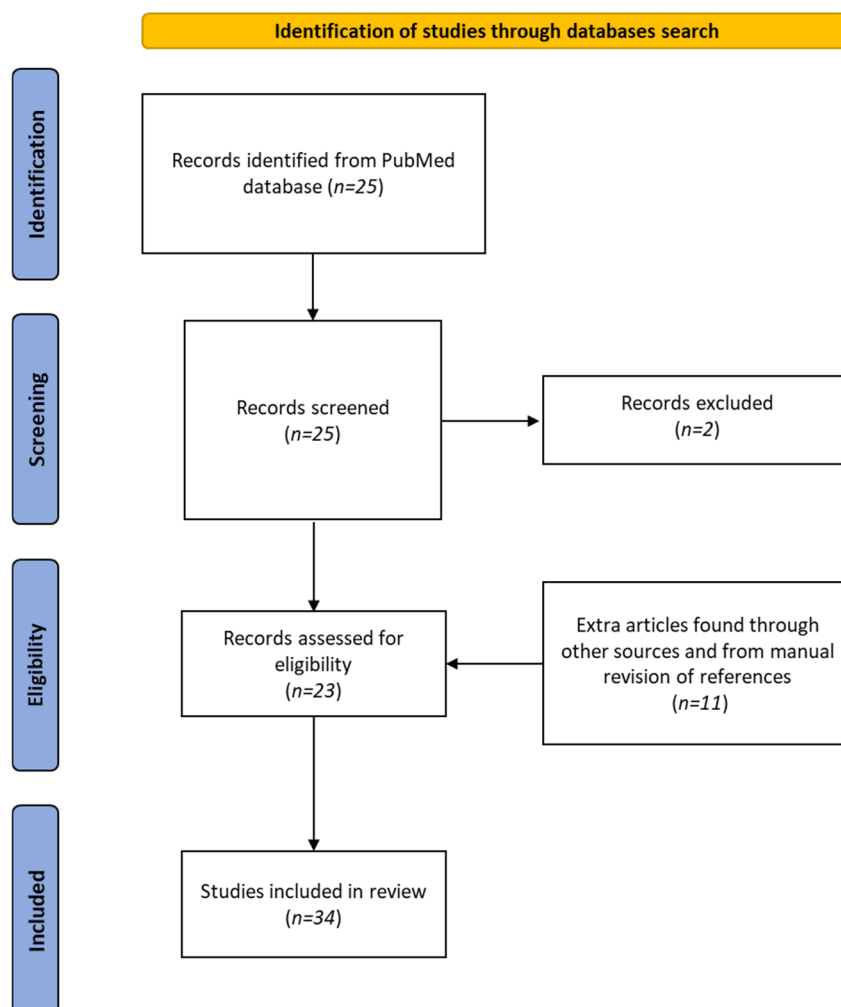 Identification of studies through databases search
Identification
Records identified from PubMed
database (n=25)
Screening
Records screened
(n=25)
Records excluded
(n=2)
Eligibility
Records assessed for
eligibility
(n=23)
Extra articles found through
other sources and from manual
revision of references
(n=11)
Included
Studies included in review
(n=34)